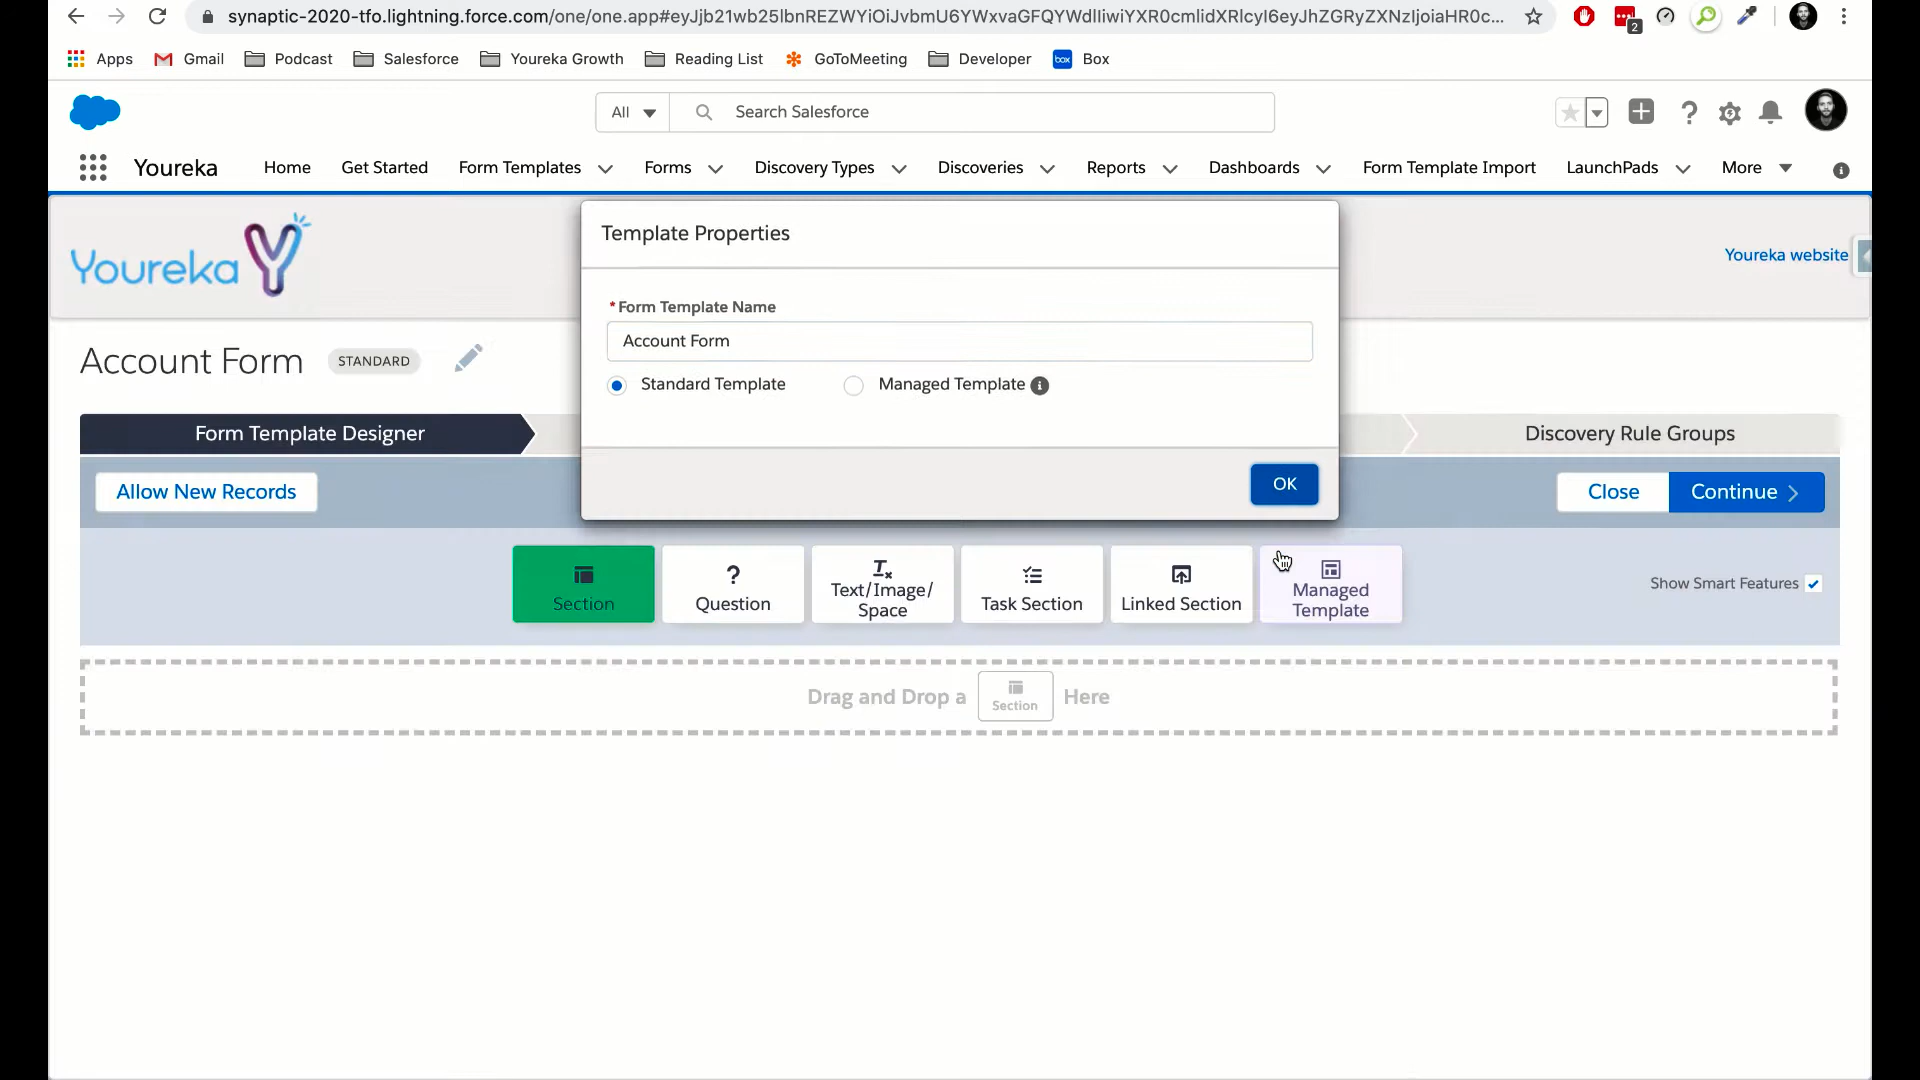 synaptic-2020-tfo.lightning.force.com/one/one.app#eyJjb21wb25lbnREZWYiOiJvbmU6YWxvaGFQYWdlIiwiYXR0cmlidXRlcyI6eyJhZGRyZXNzIjoiaHR0c...
2
Apps Gmail Podcast Salesforce Youreka Growth Reading List GoToMeeting Developer box Box
All Search Salesforce
Youreka Home Get Started Form Templates Forms Discovery Types Discoveries Reports Dashboards Form Template Import LaunchPads More
Youreka Y
Youreka website
Template Properties
*Form Template Name
Account Form
Standard Template Managed Template
OK
Account Form STANDARD
Form Template Designer Discovery Rule Groups
Allow New Records Close Continue
Section
? Question
Text/Image/
Space
Task Section
Linked Section
Managed
Template
Show Smart Features
Drag and Drop a Section Here